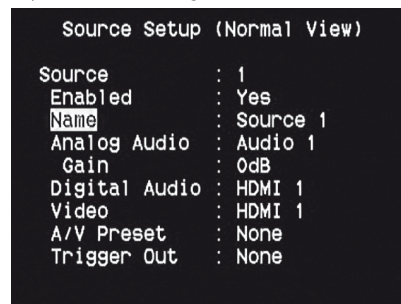 Source Setup (Normal View)
Source : 1
Enabled : Yes
Name : Source 1
Analog Audio : Audio 1
Gain : 0dB
Digital Audio : HDMI 1
Video : HDMI 1
A/V Preset : None
Trigger Out : None